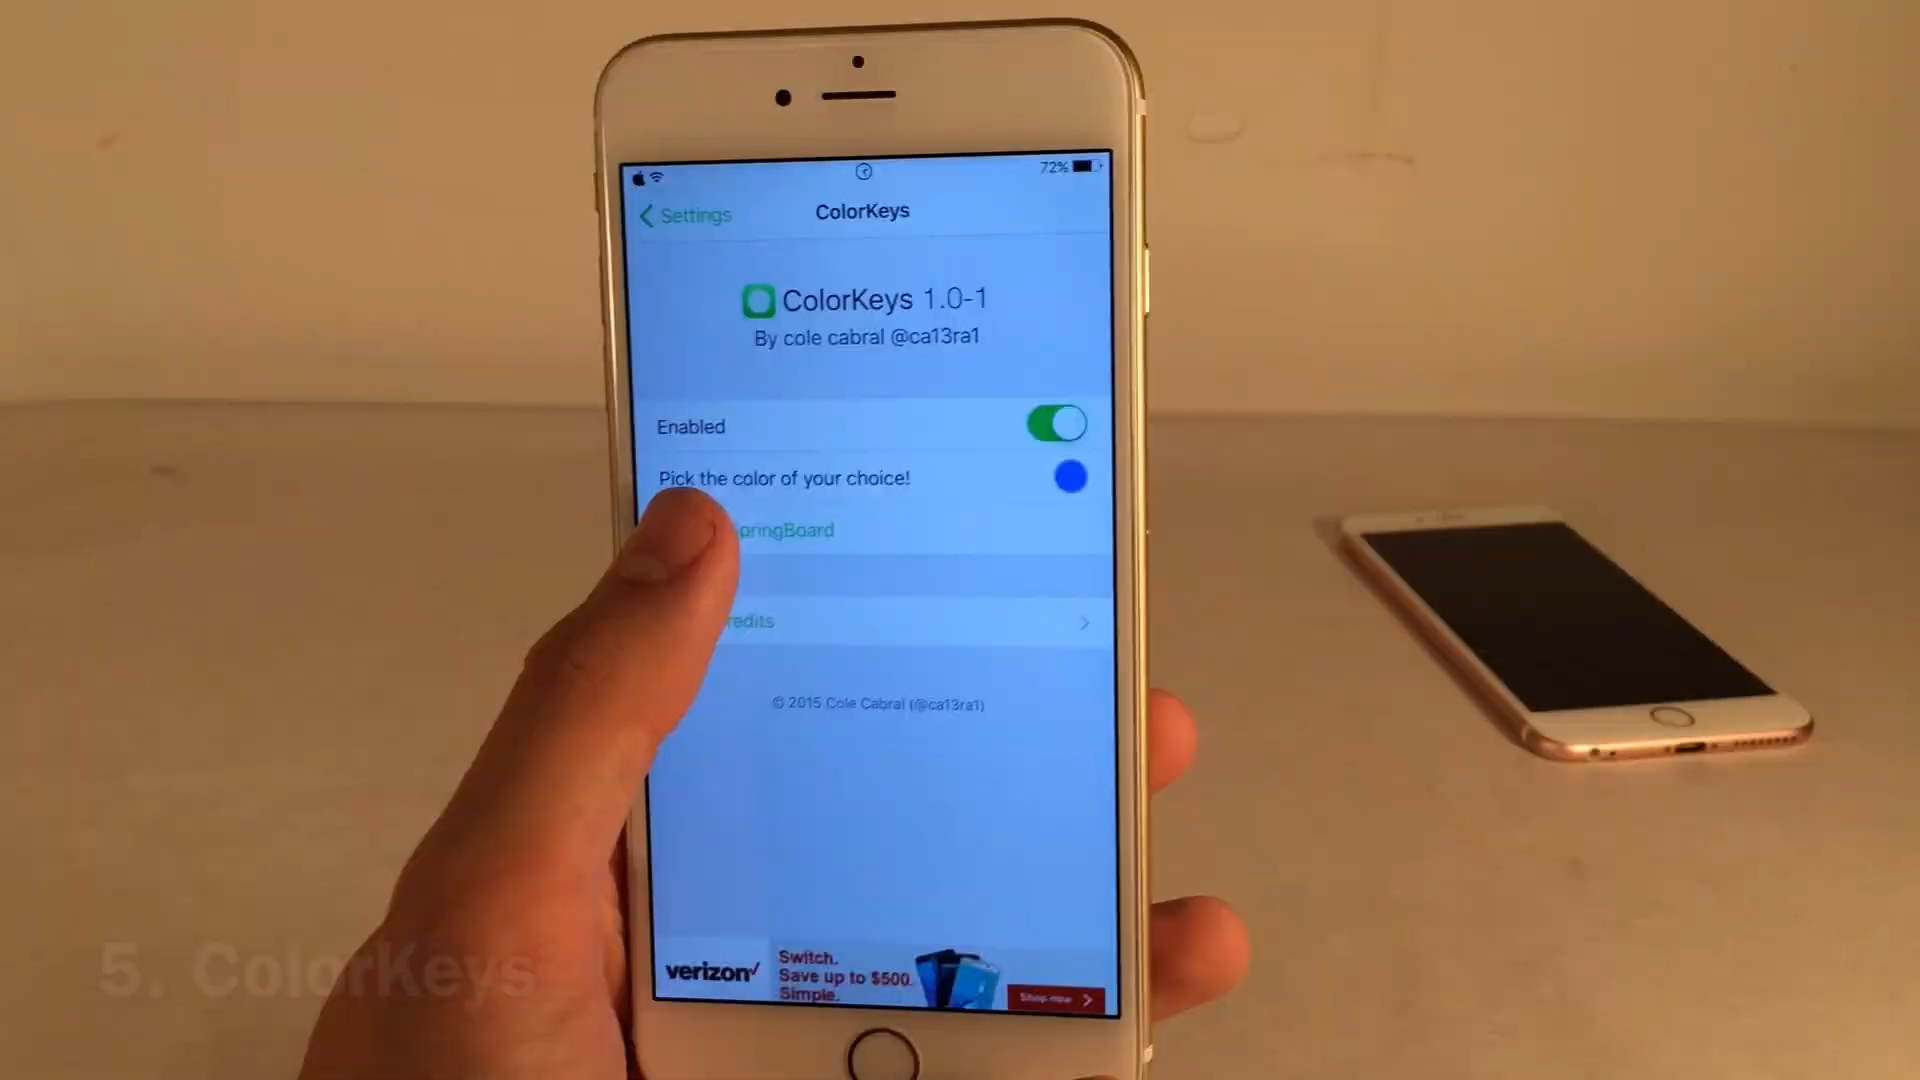 72%
Settings
ColorKeys
ColorKeys 1.0-1
By cole cabral @ca13ra1
Enabled
Pick the color of your choice!
pringBoard
redits
© 2015 Cole Cabral (@ca13ra1)
verizon
Switch.
Save up to $500.
Simple.
Shop now
5. ColorKeys